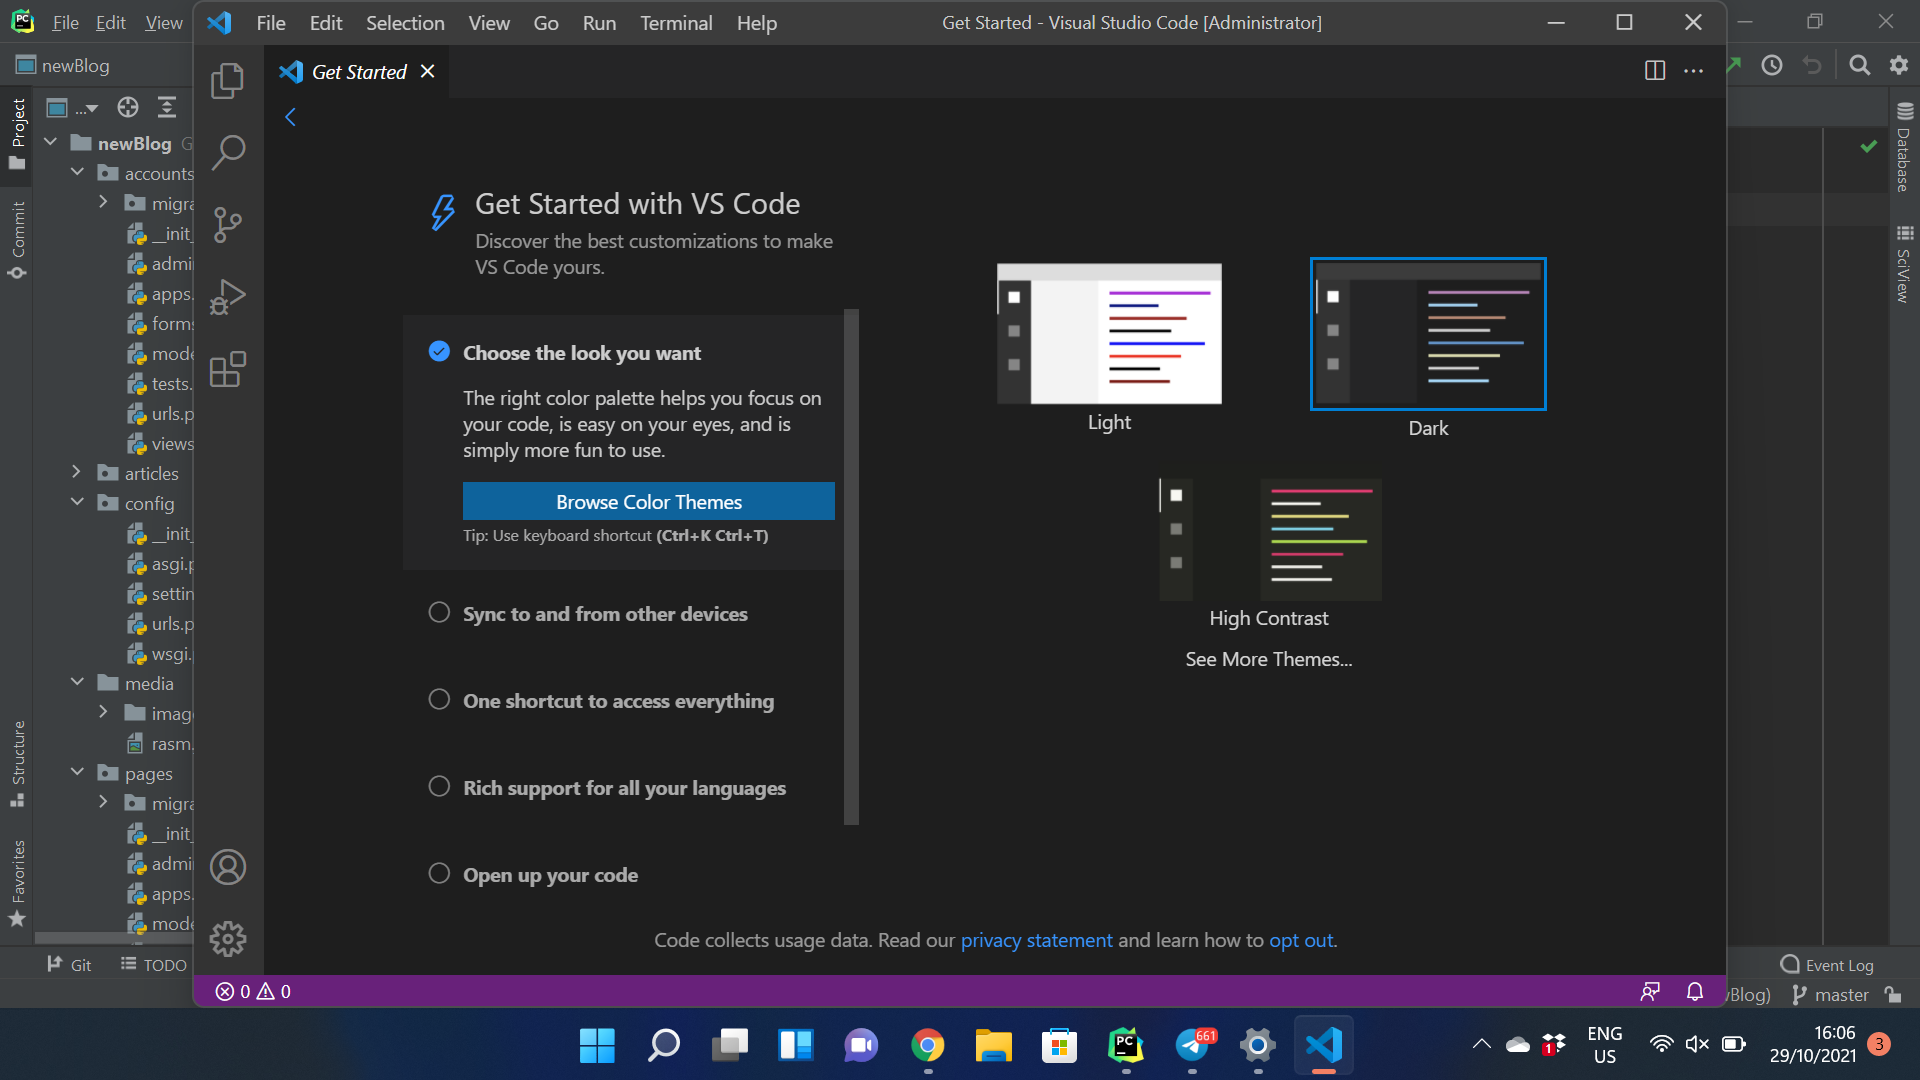 File Edit View
newBlog
Project
Commit
Structure
Favorites
...
newBlog G
accounts
migra
__init_
admi
apps.
forms
mode
tests.
urls.p
views
articles
config
__init_
asgi.p
settin
urls.p
wsgi.
media
imag
rasm.
pages
migra
__init_
admi
apps.
mode
Git TODO
File Edit Selection View Go Run Terminal Help
Get Started - Visual Studio Code [Administrator]
Get Started
Get Started with VS Code
Discover the best customizations to make
VS Code yours.
Choose the look you want
The right color palette helps you focus on
your code, is easy on your eyes, and is
simply more fun to use.
Browse Color Themes
Tip: Use keyboard shortcut (Ctrl+K Ctrl+T)
Sync to and from other devices
One shortcut to access everything
Rich support for all your languages
Open up your code
Light
Dark
High Contrast
See More Themes...
Code collects usage data. Read our privacy statement and learn how to opt out.
0 0
Database
SciView
Event Log
vBlog) master
PC
PC
661
1
ENG
US
16:06
29/10/2021
3